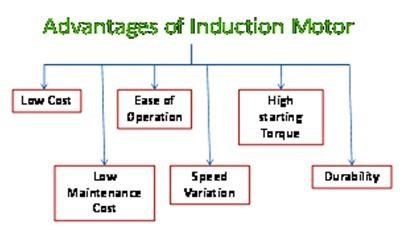 Advantages of Induction Motor
Low Cost
Ease of
Operation
High
starting
Torque
Low
Maintenance
Cost
Speed
Variation
Durability